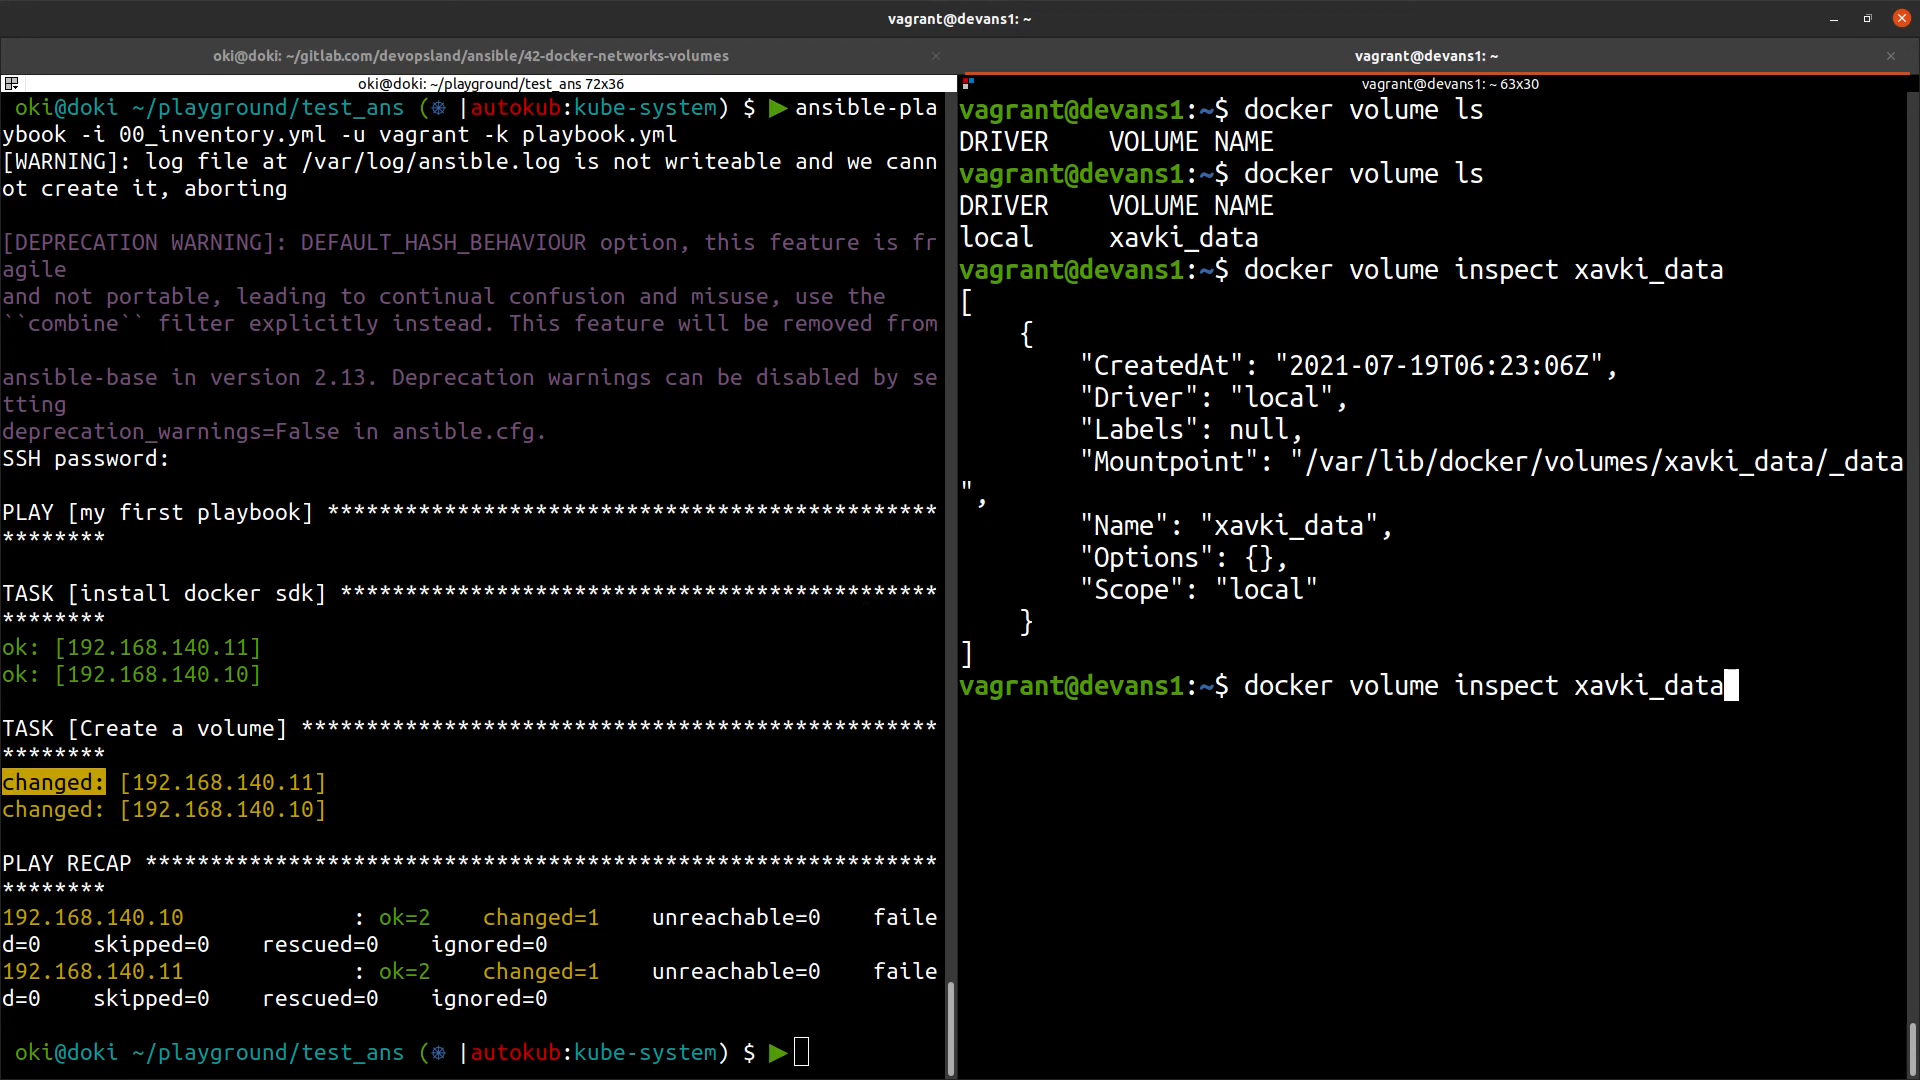 vagrant@devans1: ~
oki@doki: ~/gitlab.com/devopsland/ansible/42-docker-networks-volumes
vagrant@devans1: ~
oki@doki: ~/playground/test_ans 72x36
oki@doki ~/playground/test_ans (⎈ |autokub:kube-system) $ ▶ ansible-pla
ybook -i 00_inventory.yml -u vagrant -k playbook.yml
[WARNING]: log file at /var/log/ansible.log is not writeable and we cann
ot create it, aborting
[DEPRECATION WARNING]: DEFAULT_HASH_BEHAVIOUR option, this feature is fr
agile
and not portable, leading to continual confusion and misuse, use the
``combine`` filter explicitly instead. This feature will be removed from
ansible-base in version 2.13. Deprecation warnings can be disabled by se
tting
deprecation_warnings=False in ansible.cfg.
SSH password:
PLAY [my first playbook] ***********************************************
********
TASK [install docker sdk] **********************************************
********
ok: [192.168.140.11]
ok: [192.168.140.10]
TASK [Create a volume] *************************************************
********
changed: [192.168.140.11]
changed: [192.168.140.10]
PLAY RECAP *************************************************************
********
192.168.140.10             : ok=2    changed=1    unreachable=0    faile
d=0    skipped=0    rescued=0    ignored=0
192.168.140.11             : ok=2    changed=1    unreachable=0    faile
d=0    skipped=0    rescued=0    ignored=0
oki@doki ~/playground/test_ans (⎈ |autokub:kube-system) $ ▶
vagrant@devans1: ~ 63x30
vagrant@devans1:~$ docker volume ls
DRIVER    VOLUME NAME
vagrant@devans1:~$ docker volume ls
DRIVER    VOLUME NAME
local     xavki_data
vagrant@devans1:~$ docker volume inspect xavki_data
[
    {
        "CreatedAt": "2021-07-19T06:23:06Z",
        "Driver": "local",
        "Labels": null,
        "Mountpoint": "/var/lib/docker/volumes/xavki_data/_data
",
        "Name": "xavki_data",
        "Options": {},
        "Scope": "local"
    }
]
vagrant@devans1:~$ docker volume inspect xavki_data